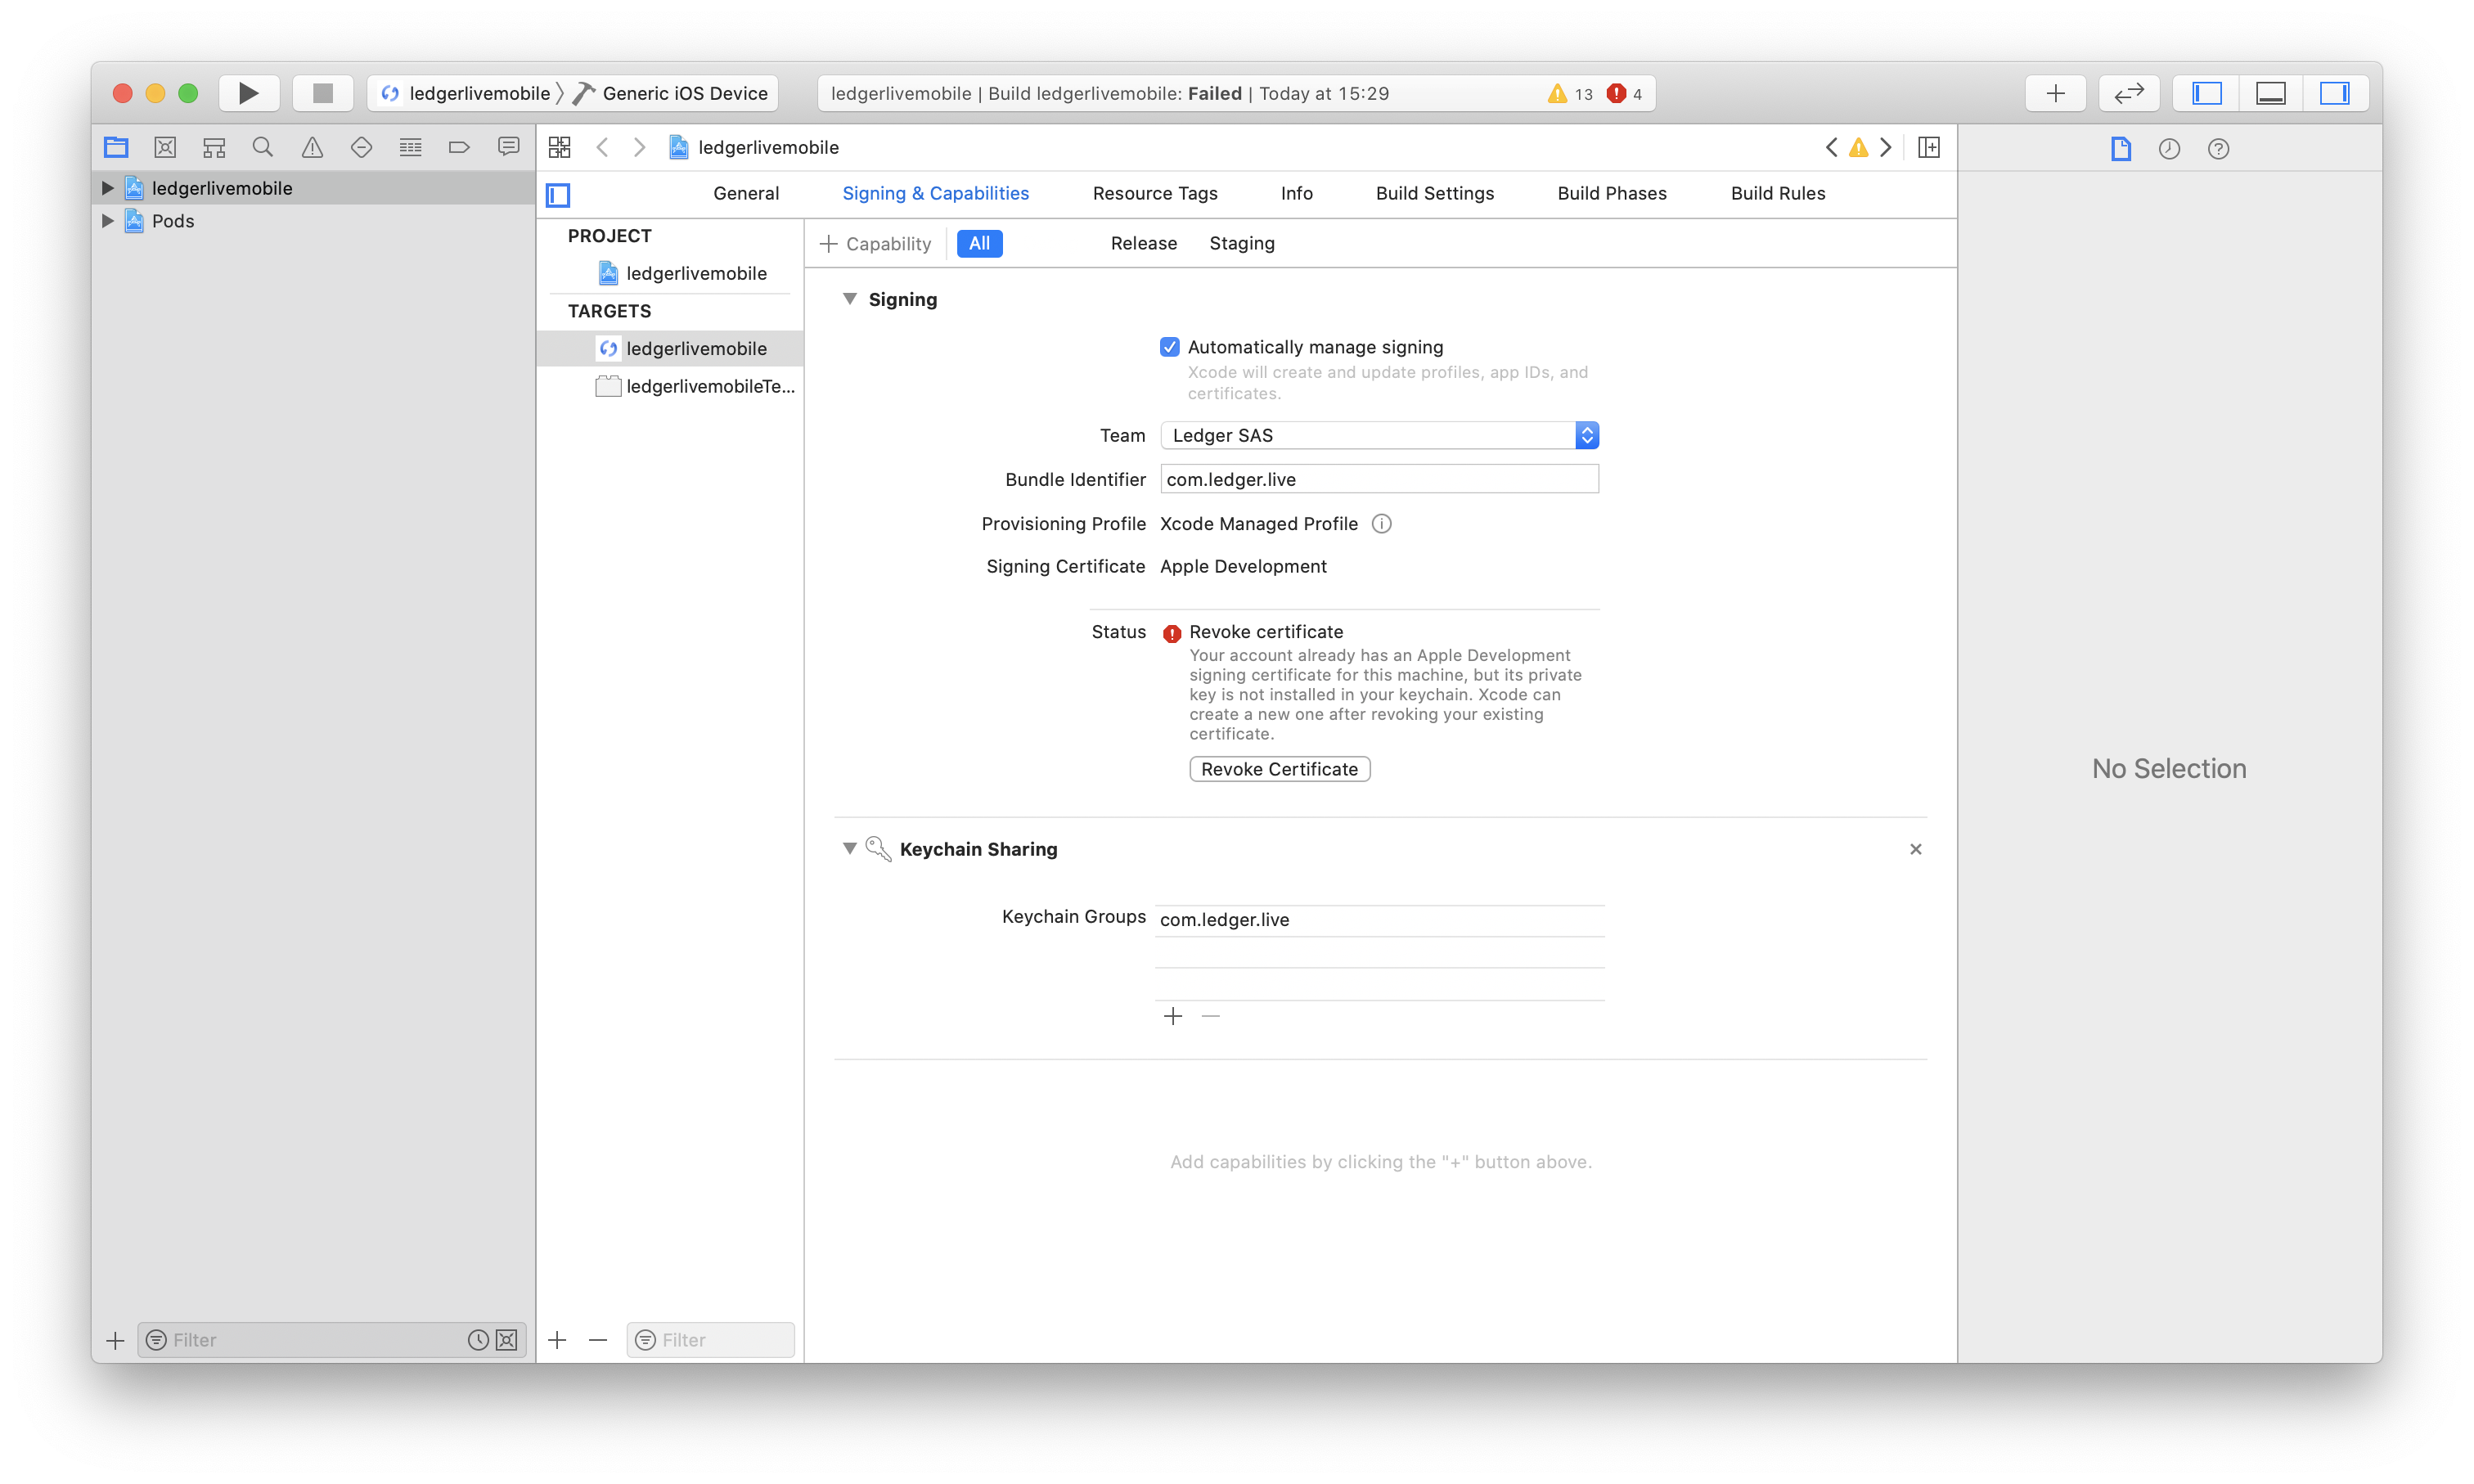 ledgerlivemobile
Generic iOS Device
ledgerlivemobile | Build ledgerlivemobile: Failed | Today at 15:29
13
4
ledgerlivemobile
Pods
ledgerlivemobile
General
Signing & Capabilities
Resource Tags
Info
Build Settings
Build Phases
Build Rules
PROJECT
ledgerlivemobile
TARGETS
ledgerlivemobile
ledgerlivemobileTe...
Capability
All
Release
Staging
Signing
Automatically manage signing
Xcode will create and update profiles, app IDs, and
certificates.
Team
Ledger SAS
Bundle Identifier
com.ledger.live
Provisioning Profile
Xcode Managed Profile
Signing Certificate
Apple Development
Status
Revoke certificate
Your account already has an Apple Development
signing certificate for this machine, but its private
key is not installed in your keychain. Xcode can
create a new one after revoking your existing
certificate.
Revoke Certificate
Keychain Sharing
Keychain Groups
com.ledger.live
Add capabilities by clicking the "+" button above.
No Selection
Filter
Filter